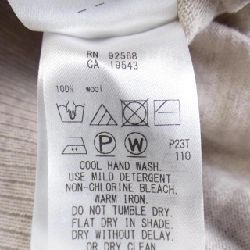 RN 92568
CA 19543
100% wool
P W P23T
110
COOL HAND WASH.
USE MILD DETERGENT.
NON-CHLORINE BLEACH.
WARM IRON.
DO NOT TUMBLE DRY.
FLAT DRY IN SHADE.
DRY WITHOUT DELAY.
OR DRY CLEAN